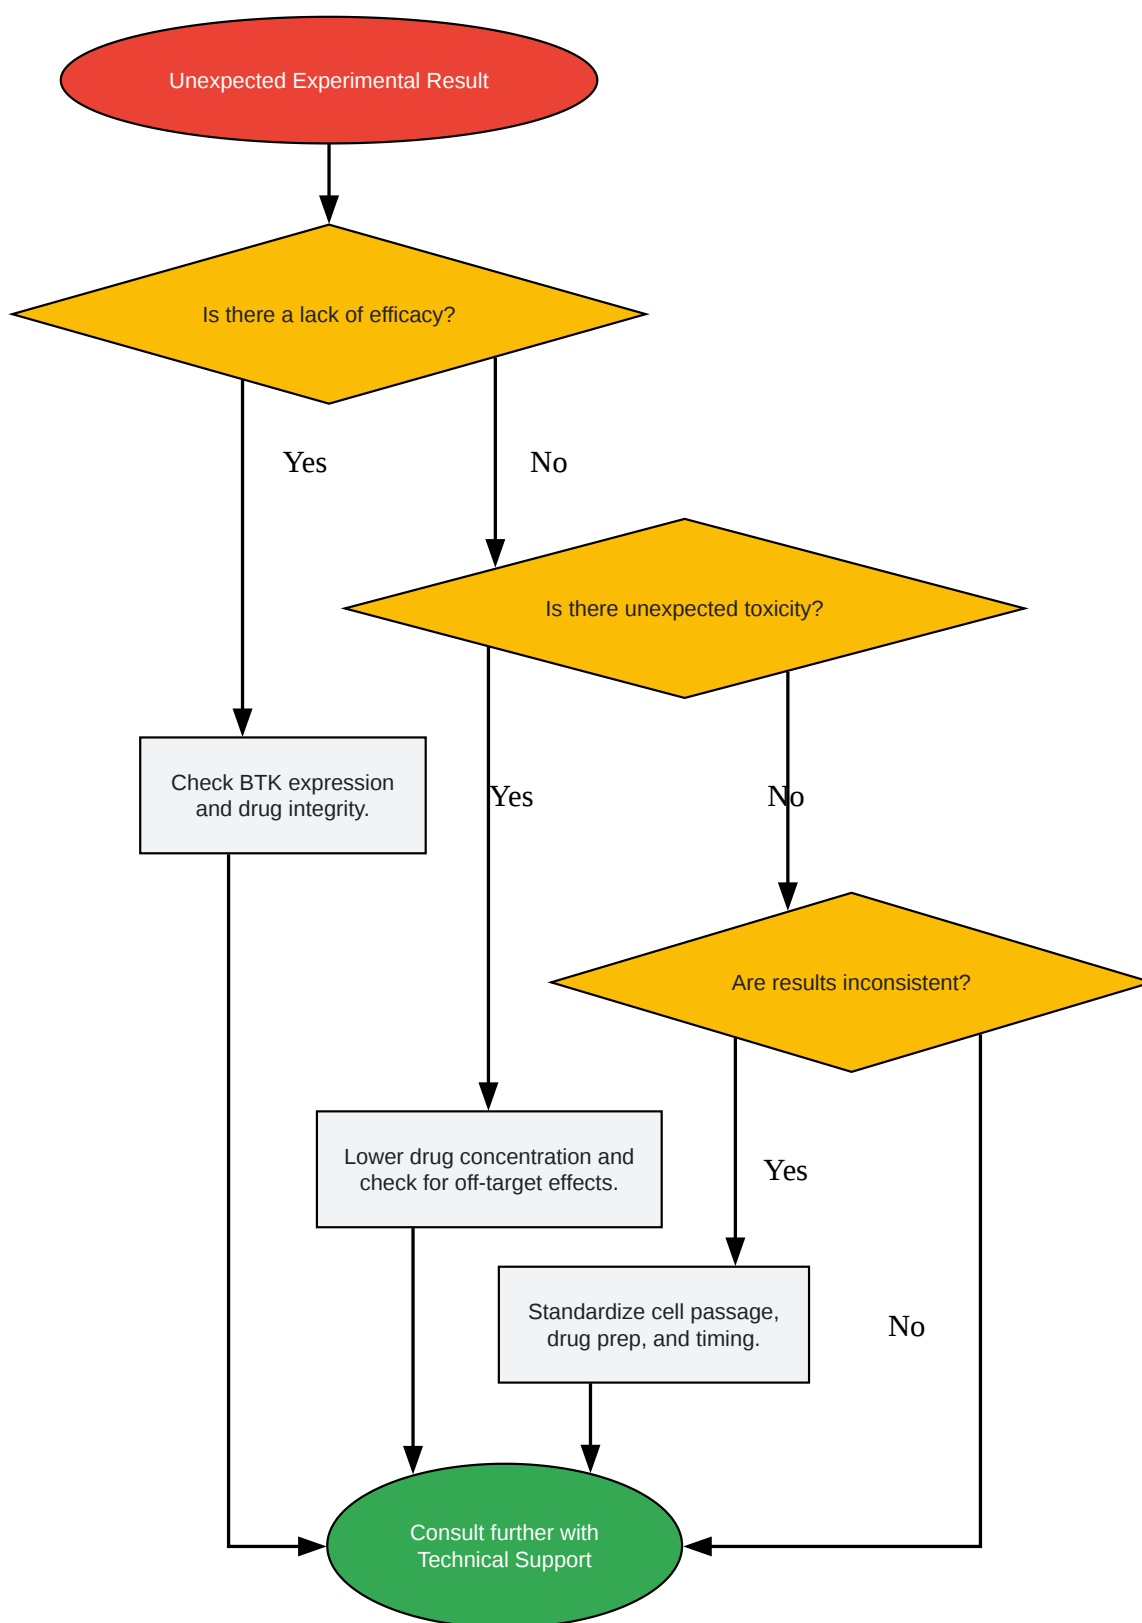 Unexpected Experimental Result
Is there a lack of efficacy?
Yes
No
Is there unexpected toxicity?
Check BTK expression
and drug integrity.
Yes
No
Are results inconsistent?
Lower drug concentration and
check for off-target effects.
Yes
Standardize cell passage,
drug prep, and timing.
No
Consult further with
Technical Support